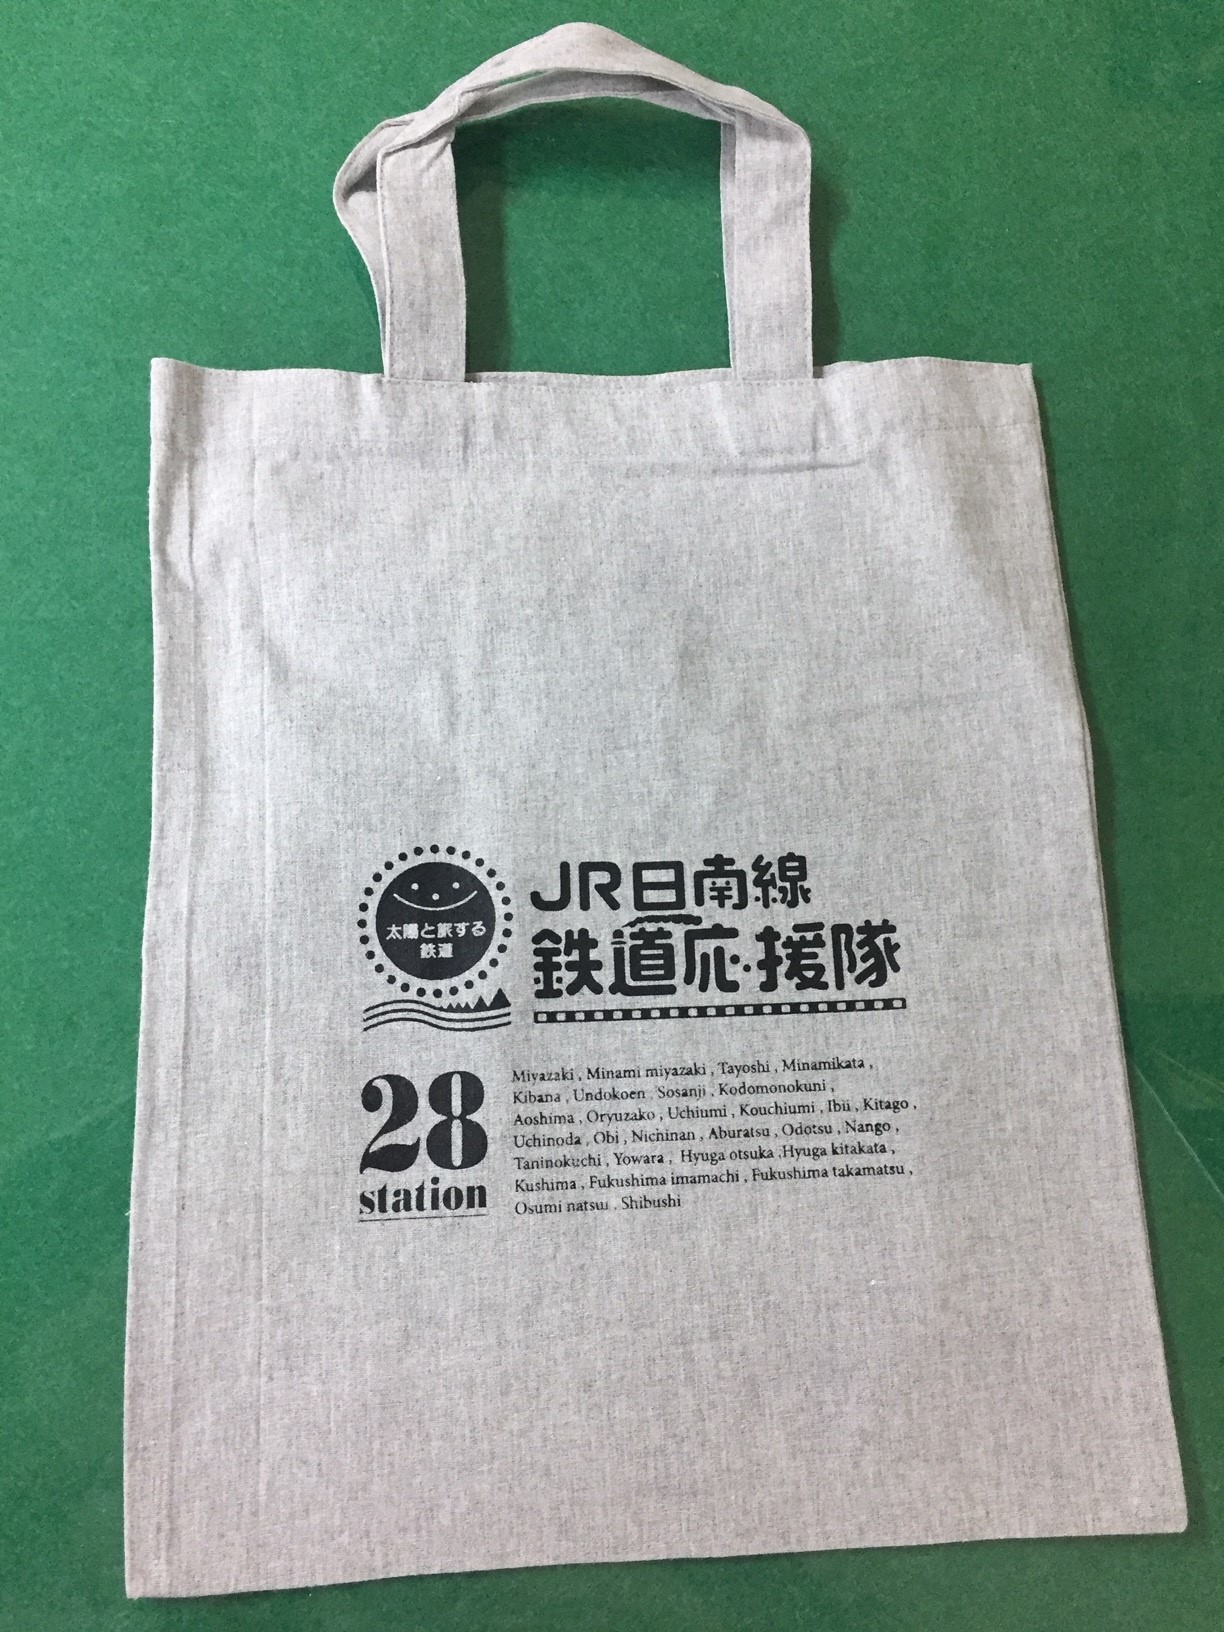 太陽と旅する
鉄道
JR日南線
鉄道応援隊
28
station
Miyazaki , Minami miyazaki , Tayoshi , Minamikata ,
Kibana , Undokoen , Sosanji , Kodomonokuni ,
Aoshima , Oryuzako , Uchiumi , Kouchiumi , Ibii , Kitago ,
Uchinoda , Obi , Nichinan , Aburatsu , Odotsu , Nango ,
Taninokuchi , Yowara , Hyuga otsuka ,Hyuga kitakata ,
Kushima , Fukushima imamachi , Fukushima takamatsu ,
Osumi natsui , Shibushi